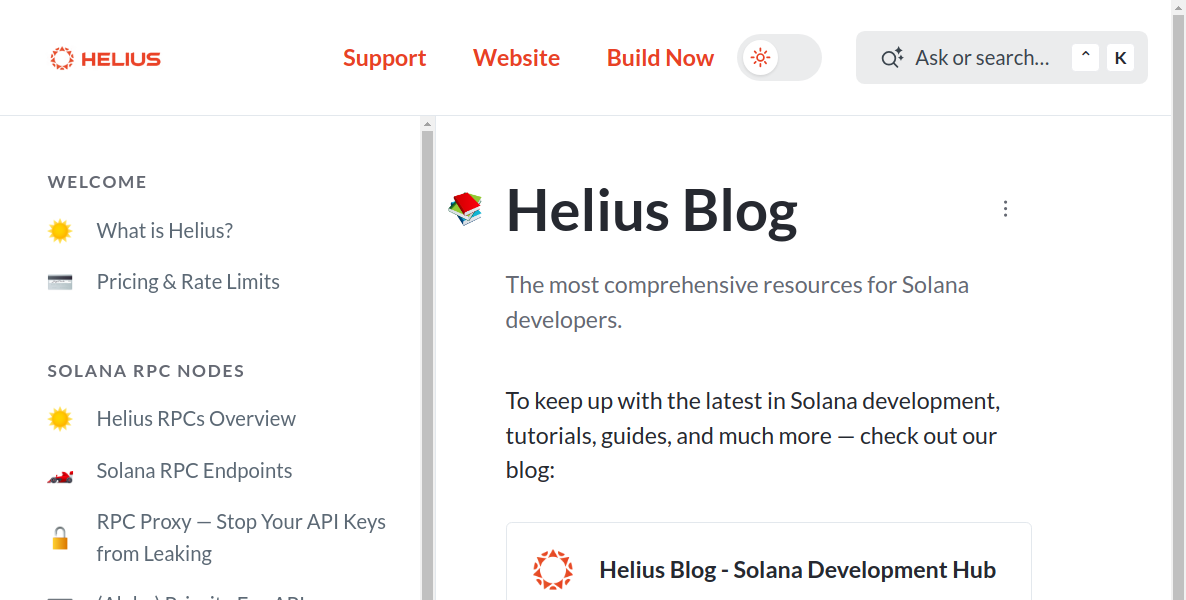 HELIUS
Support
Website
Build Now
Ask or search...
^
K
WELCOME
What is Helius?
Pricing & Rate Limits
SOLANA RPC NODES
Helius RPCs Overview
Solana RPC Endpoints
RPC Proxy — Stop Your API Keys
from Leaking
Helius Blog
The most comprehensive resources for Solana
developers.
To keep up with the latest in Solana development,
tutorials, guides, and much more — check out our
blog:
Helius Blog - Solana Development Hub